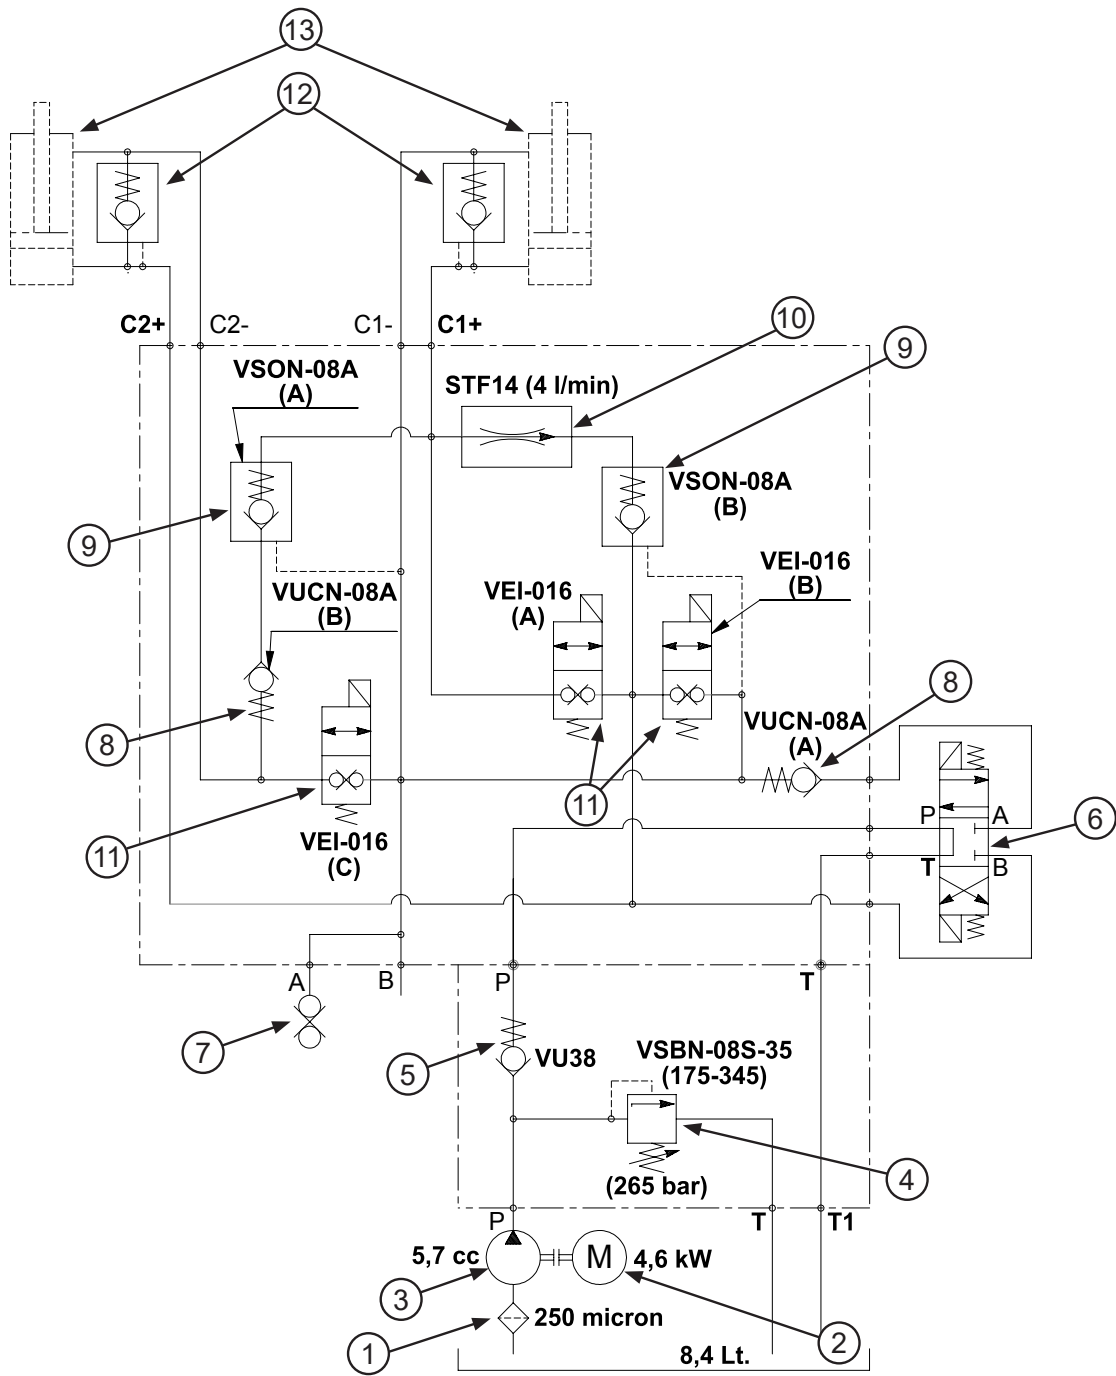 13
12
C2+ C2- C1- C1+
10
9
VSON-08A
(A)
STF14 (4 l/min)
VSON-08A
(B)
9
VEI-016
(B)
VEI-016
(A)
VUCN-08A
(B)
8
8
VUCN-08A
(A)
11
P A
6
T B
11
VEI-016
(C)
A B P T
7
5
VU38
VSBN-08S-35
(175-345)
4
(265 bar)
P T T1
5,7 cc M 4,6 kW
3
250 micron
1
2
8,4 Lt.